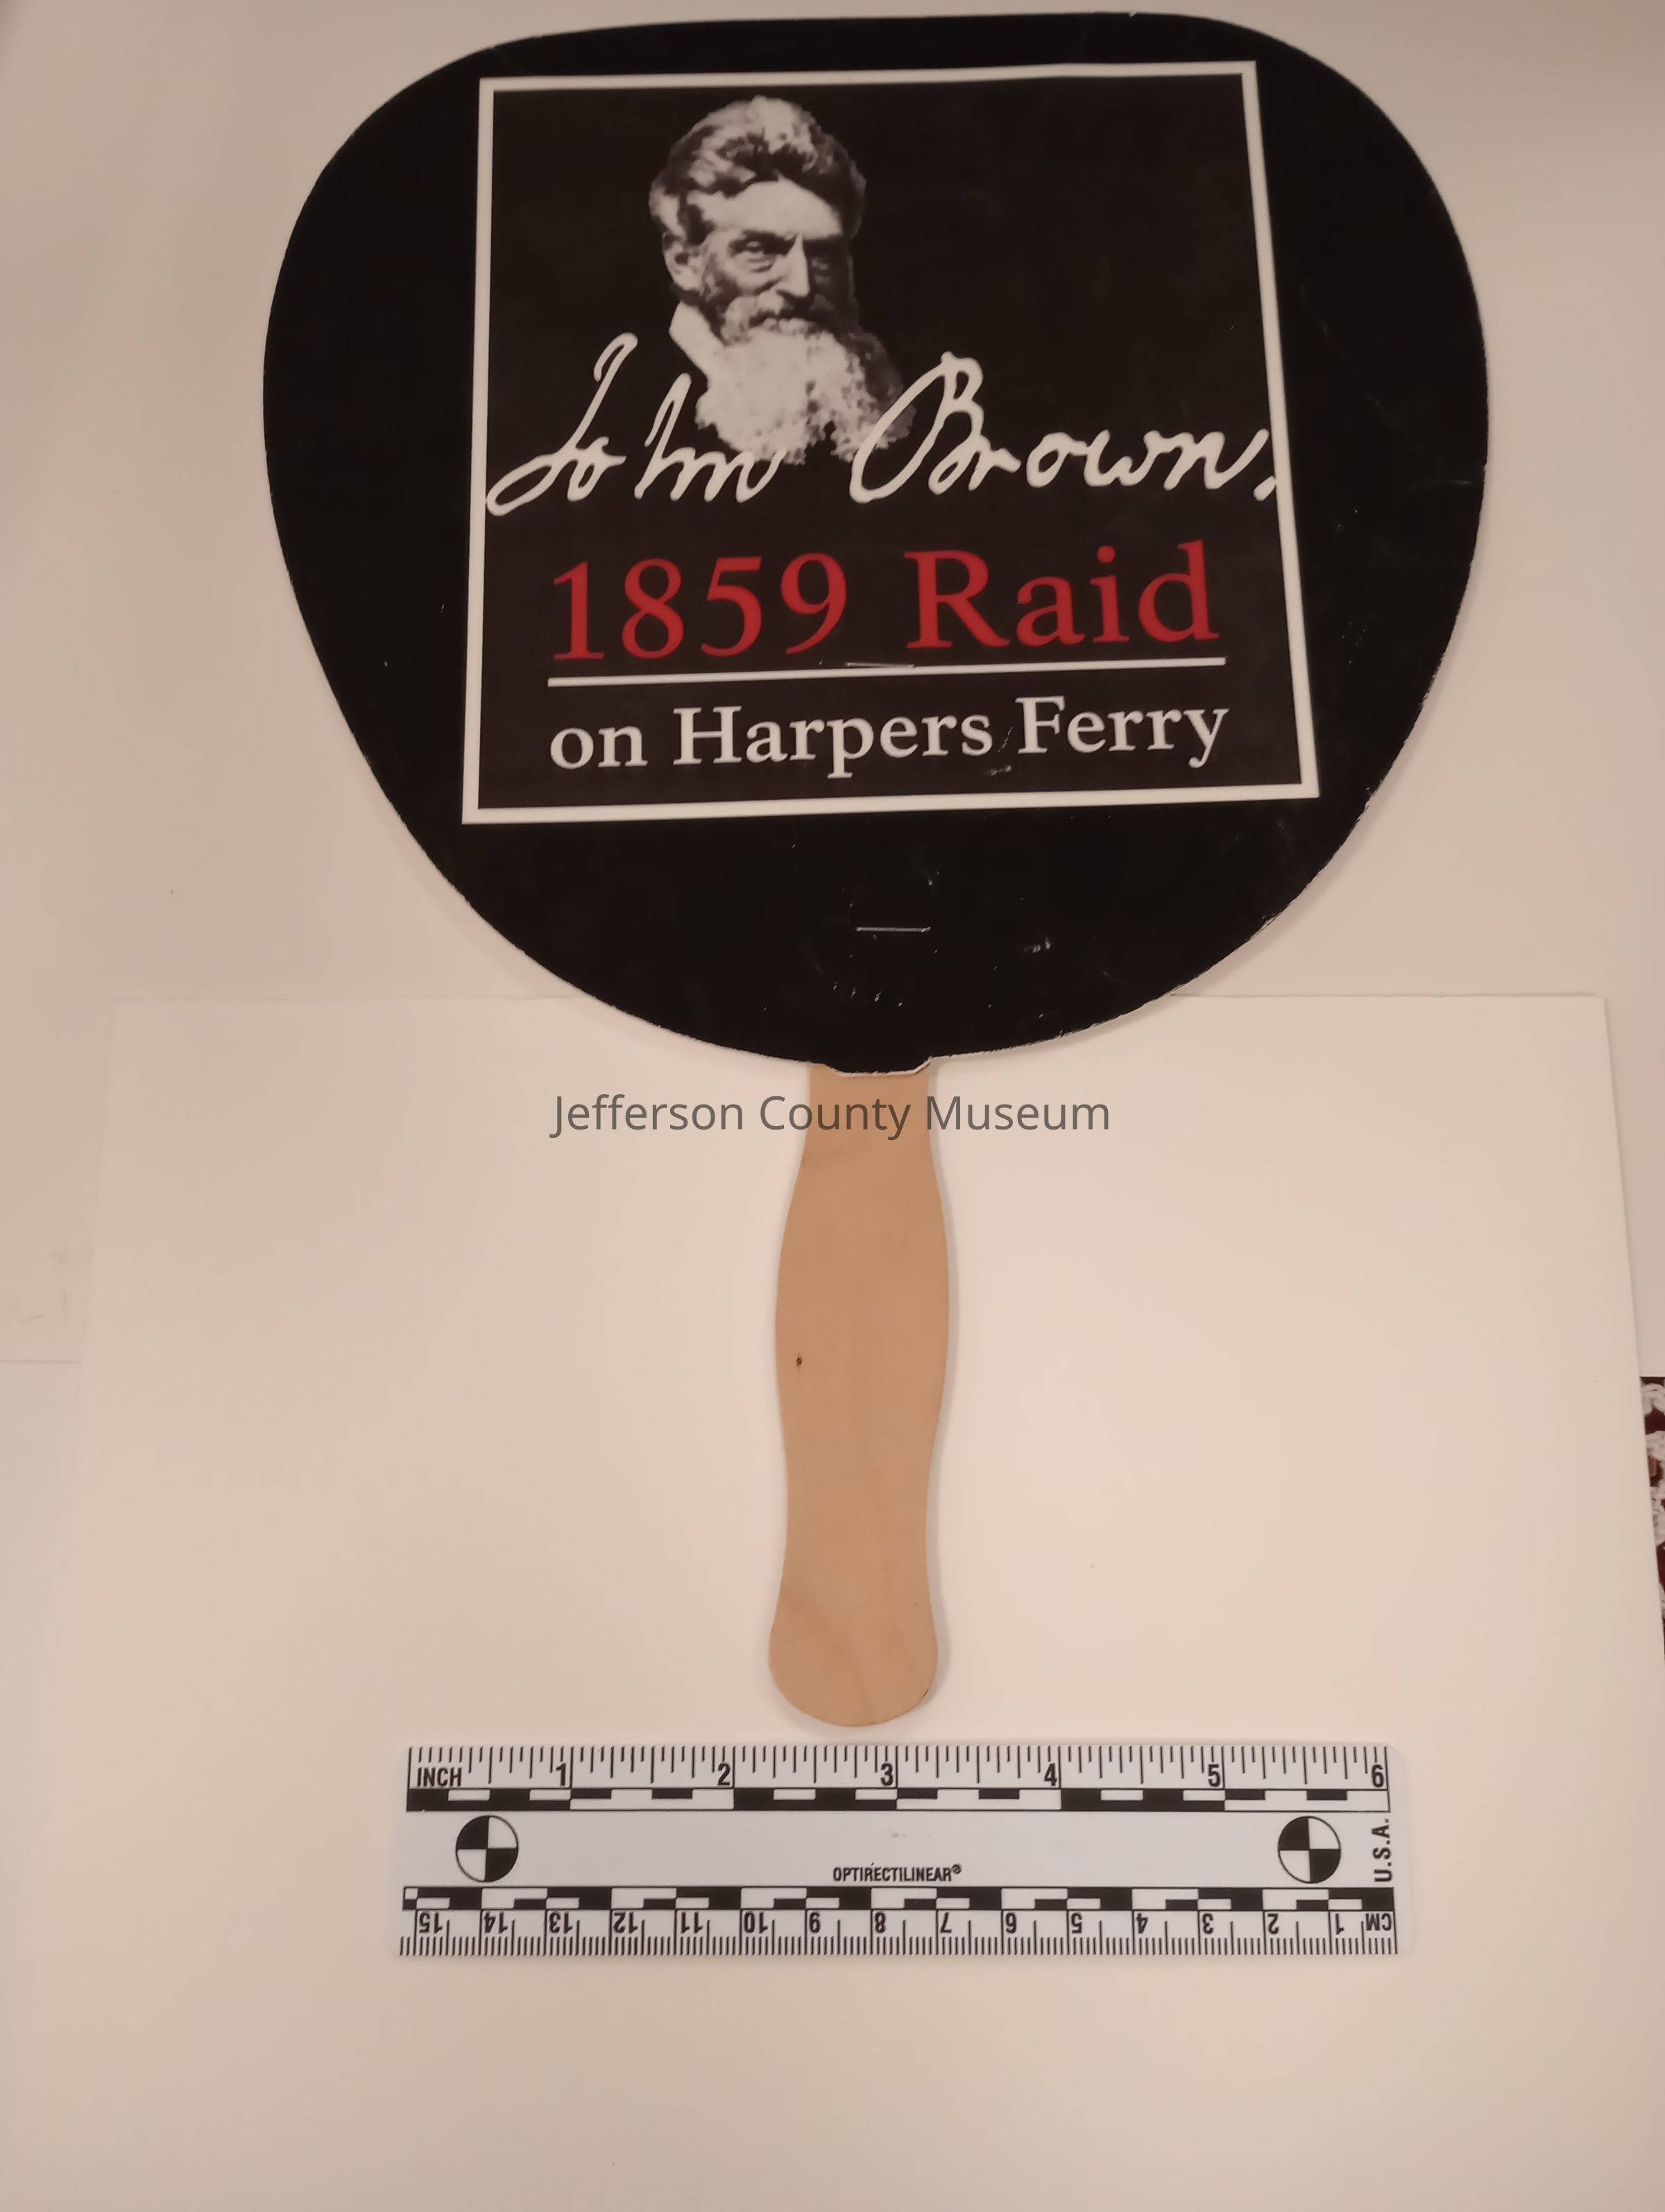 John Brown.
1859 Raid
on Harpers Ferry
Jefferson County Museum
INCH 1 2 3 4 5 6
U.S.A.
OPTIRECTILINEAR®
15 14 13 12 11 10 9 8 7 6 5 4 3 2 1 CM